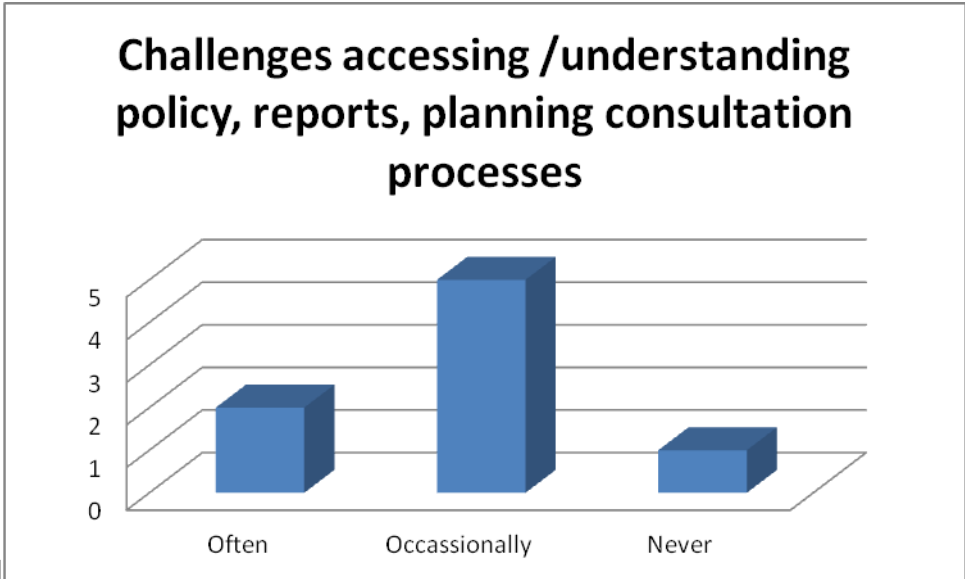 Challenges accessing /understanding
policy, reports, planning consultation
processes
5
4
3
2
1
0
Often Occassionally Never